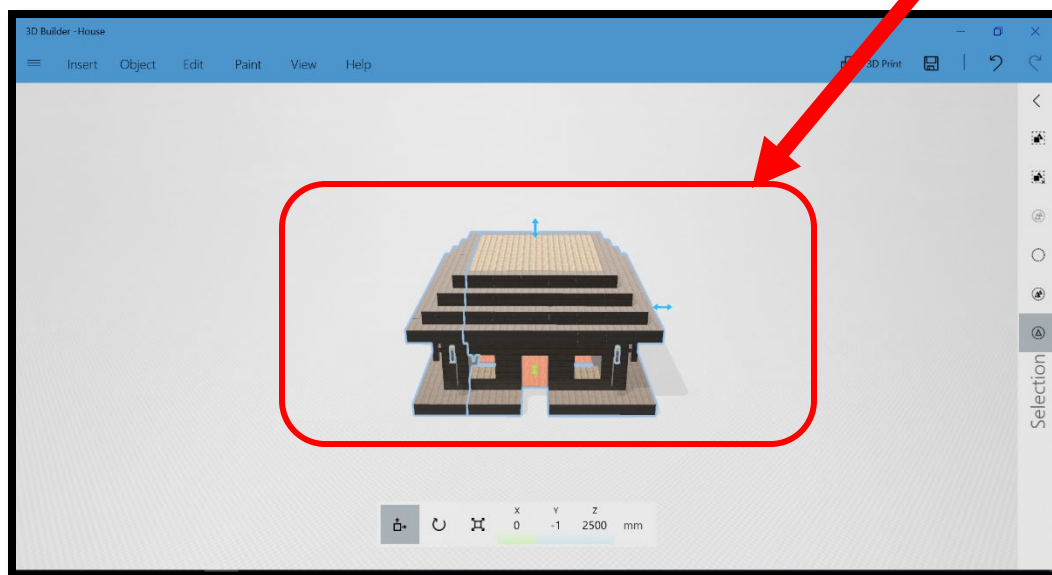 3D Builder - House
Insert Object Edit Paint View Help 3D Print
Selection
X Y Z
0 -1 2500 mm